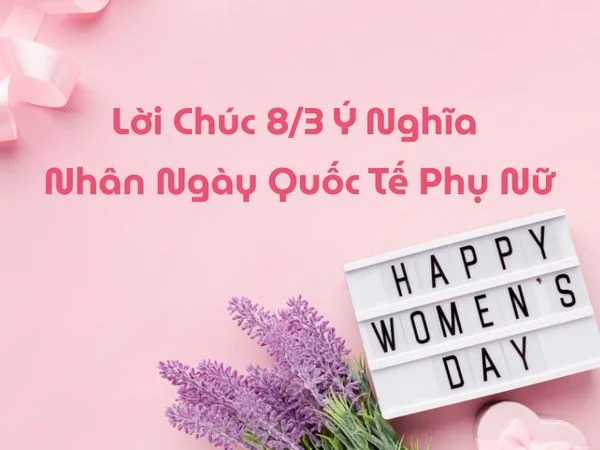 Lời Chúc 8/3 Ý Nghĩa
Nhân Ngày Quốc Tế Phụ Nữ
HAPPY
WOMEN'S
DAY